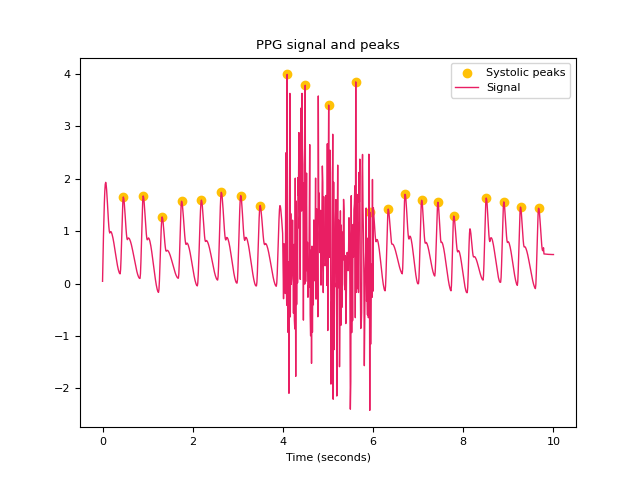 PPG signal and peaks
Systolic peaks
Signal
4
3
2
1
0
−1
−2
0 2 4 6 8 10
Time (seconds)